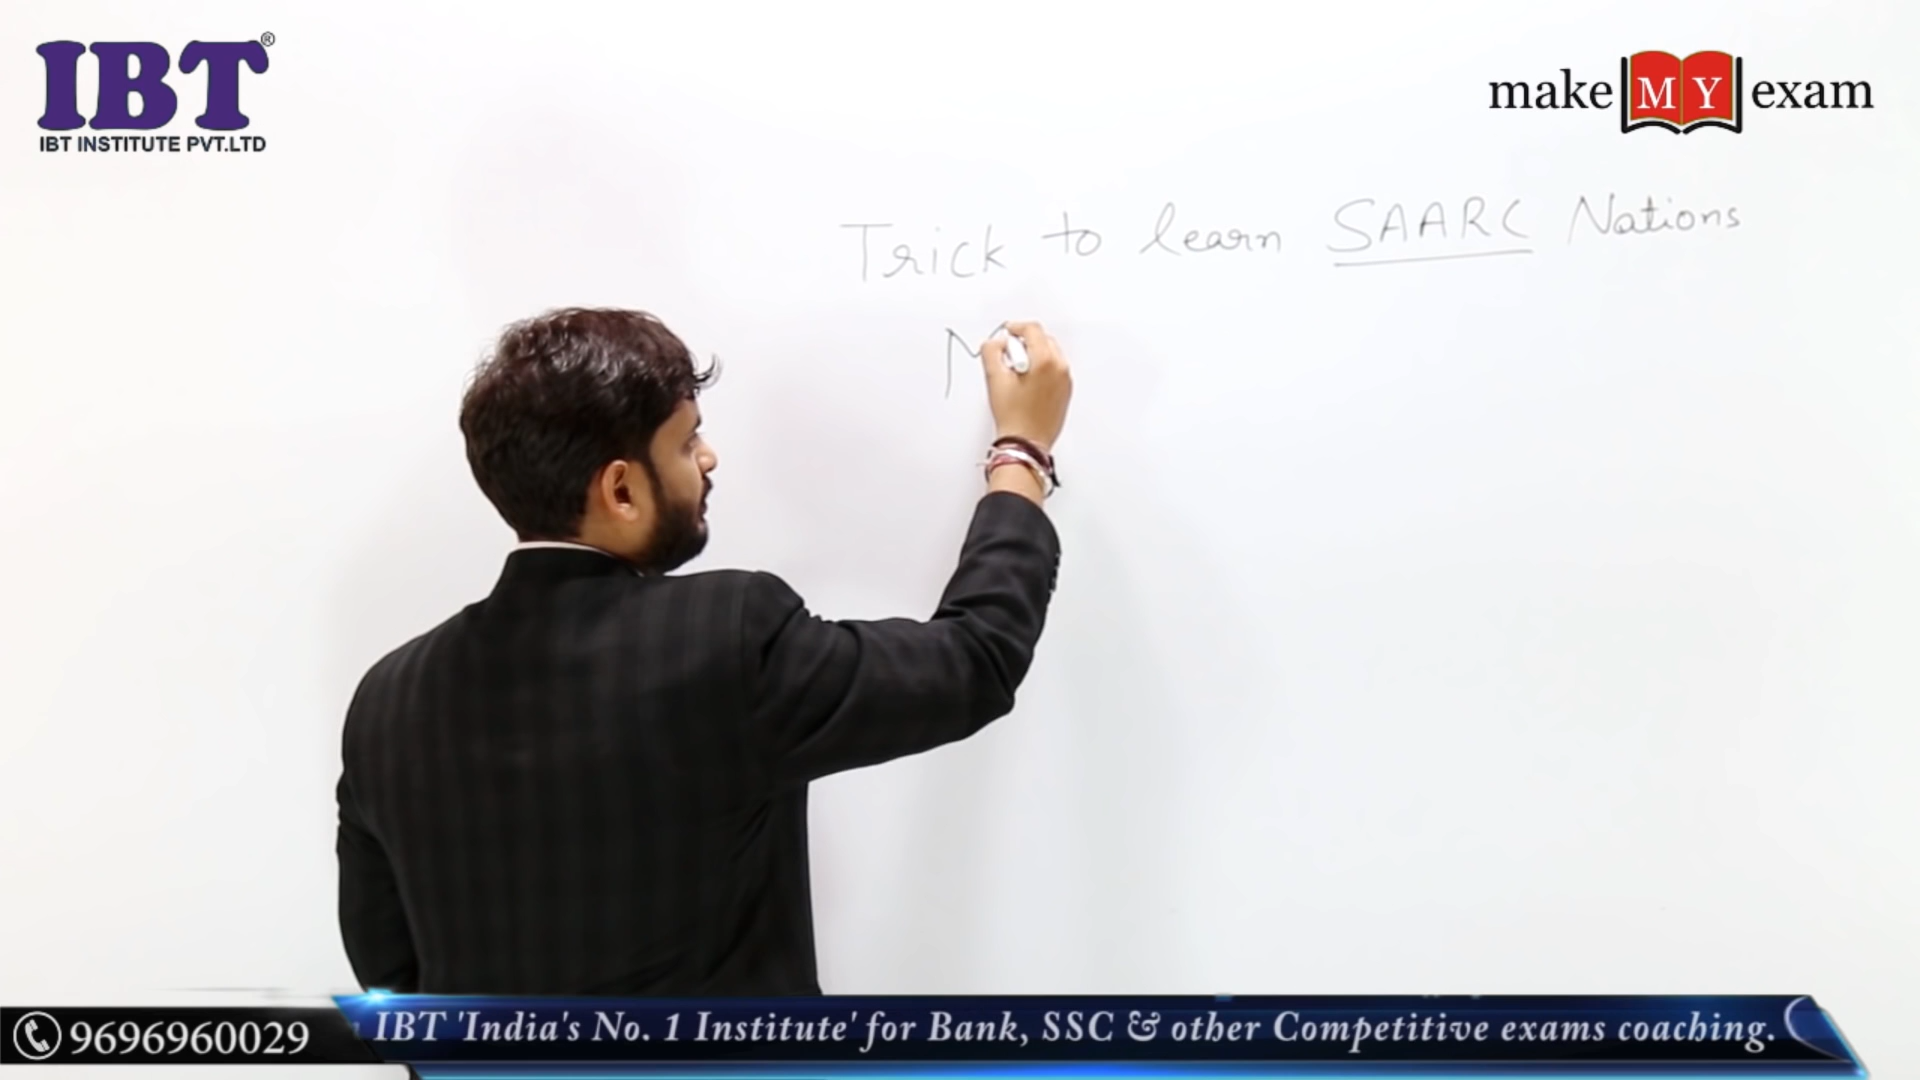 IBT®
IBT INSTITUTE PVT.LTD
make MY exam
Trick to learn SAARC Nations
M
9696960029
IBT 'India's No. 1 Institute' for Bank, SSC & other Competitive exams coaching.